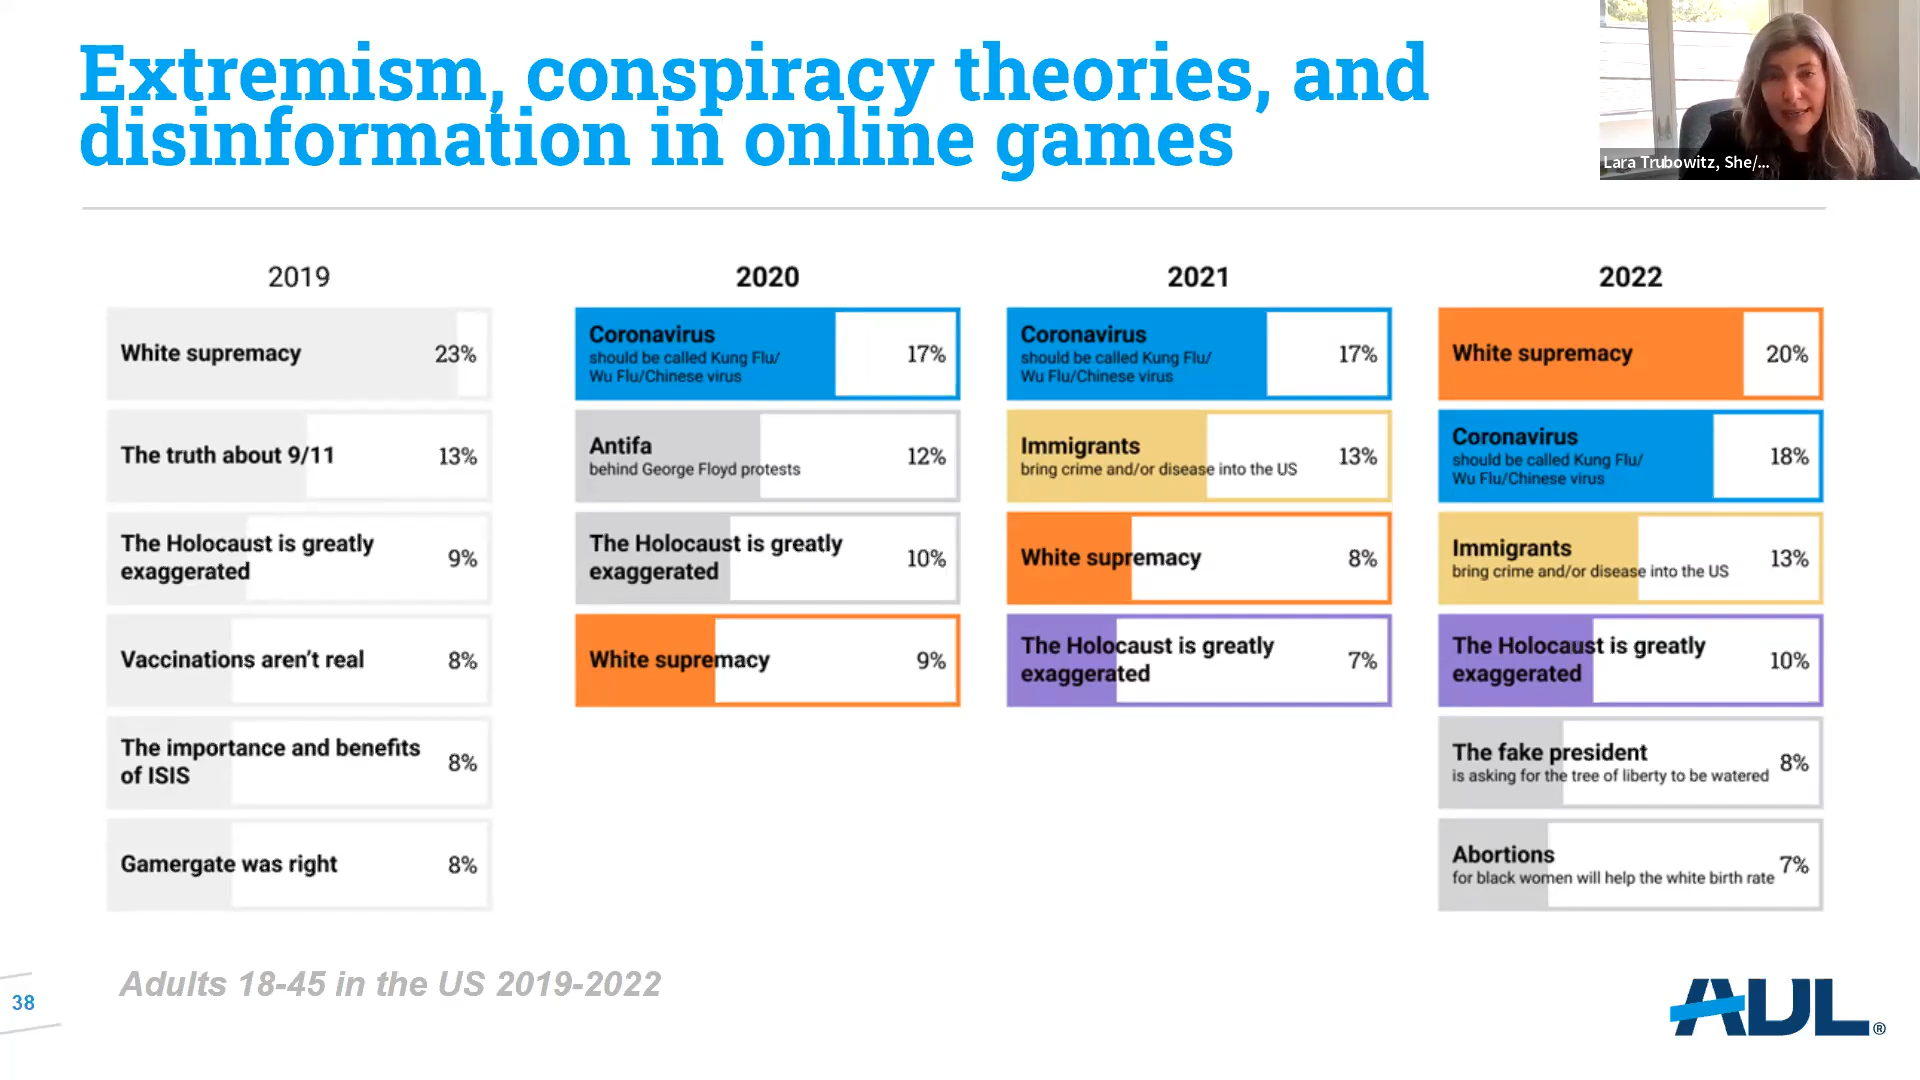 Extremism, conspiracy theories, and
disinformation in online games
Lara Trubowitz, She/...
2019
White supremacy 23%
The truth about 9/11 13%
The Holocaust is greatly
exaggerated 9%
Vaccinations aren't real 8%
The importance and benefits
of ISIS 8%
Gamergate was right 8%
2020
Coronavirus
should be called Kung Flu/
Wu Flu/Chinese virus
17%
Antifa
behind George Floyd protests
12%
The Holocaust is greatly
exaggerated 10%
White supremacy 9%
2021
Coronavirus
should be called Kung Flu/
Wu Flu/Chinese virus
17%
Immigrants
bring crime and/or disease into the US
13%
White supremacy 8%
The Holocaust is greatly
exaggerated 7%
2022
White supremacy 20%
Coronavirus
should be called Kung Flu/
Wu Flu/Chinese virus
18%
Immigrants
bring crime and/or disease into the US
13%
The Holocaust is greatly
exaggerated 10%
The fake president
is asking for the tree of liberty to be watered
8%
Abortions
for black women will help the white birth rate
7%
Adults 18-45 in the US 2019-2022
38
ADL®